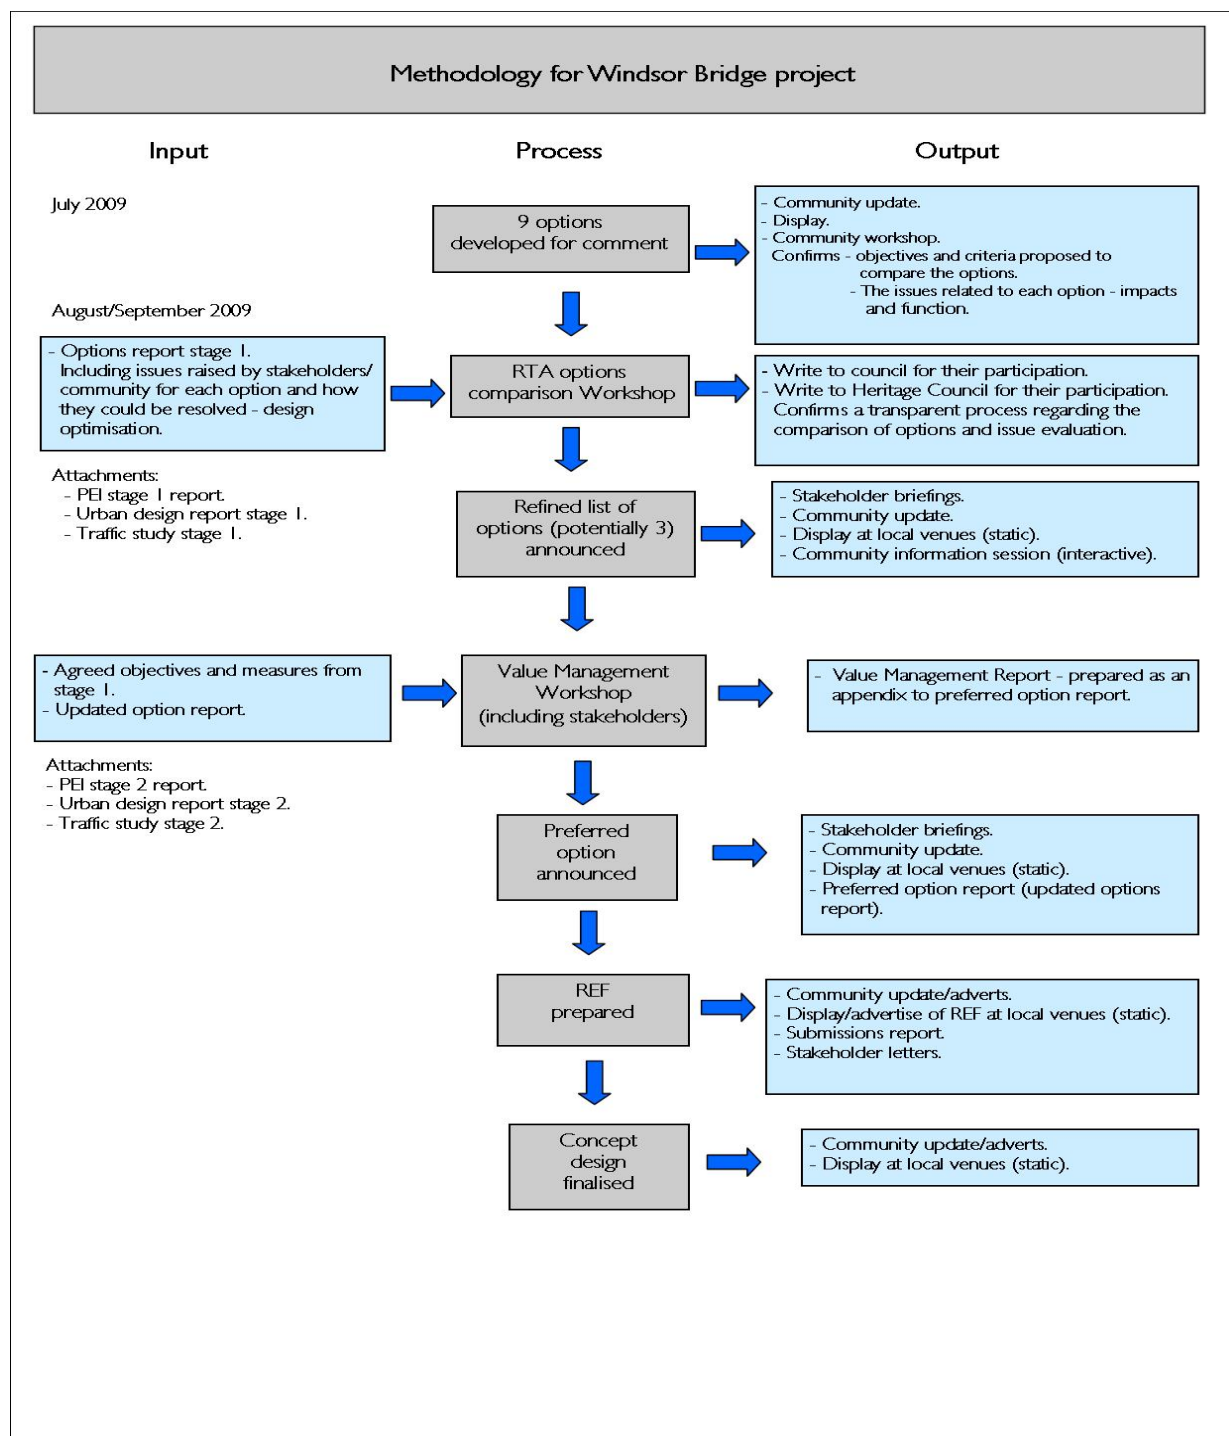 Methodology for Windsor Bridge project
Input
Process
Output
July 2009
9 options
developed for comment
- Community update.
- Display.
- Community workshop.
Confirms - objectives and criteria proposed to
compare the options.
- The issues related to each option - impacts
and function.
August/September 2009
- Options report stage 1.
Including issues raised by stakeholders/
community for each option and how
they could be resolved - design
optimisation.
RTA options
comparison Workshop
- Write to council for their participation.
- Write to Heritage Council for their participation.
Confirms a transparent process regarding the
comparison of options and issue evaluation.
Attachments:
- PEI stage 1 report.
- Urban design report stage 1.
- Traffic study stage 1.
Refined list of
options (potentially 3)
announced
- Stakeholder briefings.
- Community update.
- Display at local venues (static).
- Community information session (interactive).
- Agreed objectives and measures from
stage 1.
- Updated option report.
Value Management
Workshop
(including stakeholders)
- Value Management Report - prepared as an
appendix to preferred option report.
Attachments:
- PEI stage 2 report.
- Urban design report stage 2.
- Traffic study stage 2.
Preferred
option
announced
- Stakeholder briefings.
- Community update.
- Display at local venues (static).
- Preferred option report (updated options
report).
REF
prepared
- Community update/adverts.
- Display/advertise of REF at local venues (static).
- Submissions report.
- Stakeholder letters.
Concept
design
finalised
- Community update/adverts.
- Display at local venues (static).